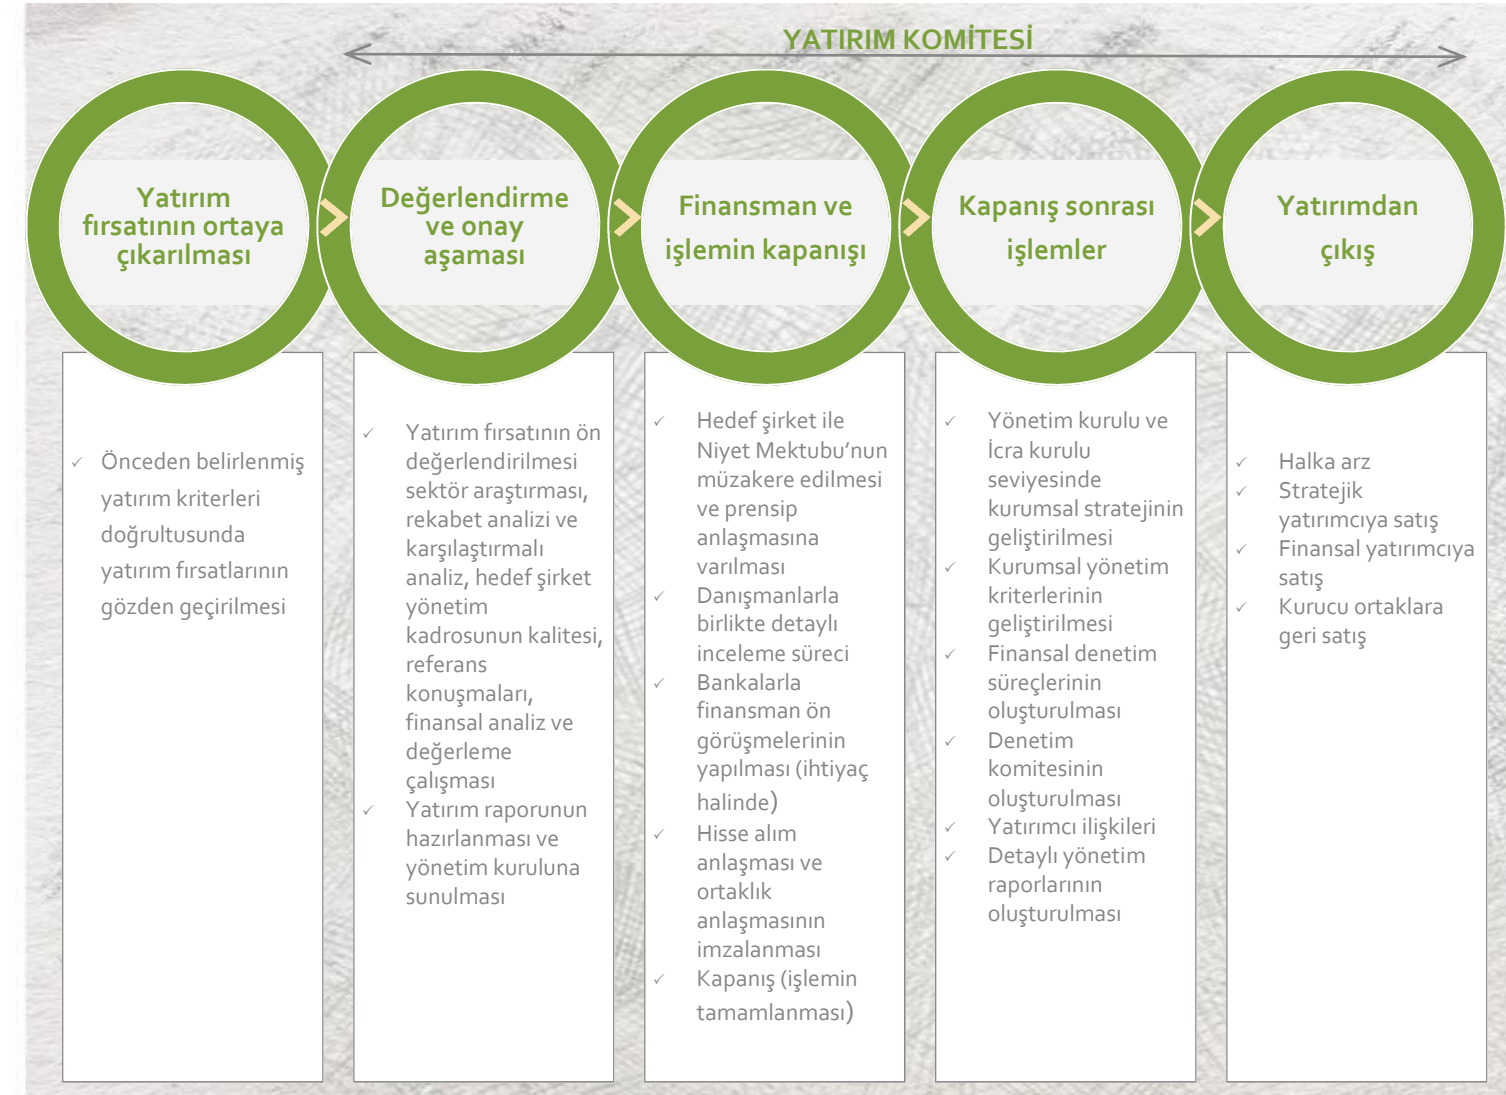 YATIRIM KOMİTESİ
Yatırım
fırsatının ortaya
çıkarılması
Değerlendirme
ve onay
aşaması
Finansman ve
işlemin kapanışı
Kapanış sonrası
işlemler
Yatırımdan
çıkış
✓ Önceden belirlenmiş
yatırım kriterleri
doğrultusunda
yatırım fırsatlarının
gözden geçirilmesi
✓ Yatırım fırsatının ön
değerlendirilmesi
sektör araştırması,
rekabet analizi ve
karşılaştırmalı
analiz, hedef şirket
yönetim
kadrosunun kalitesi,
referans
konuşmaları,
finansal analiz ve
değerleme
çalışması
✓ Yatırım raporunun
hazırlanması ve
yönetim kuruluna
sunulması
✓ Hedef şirket ile
Niyet Mektubu’nun
müzakere edilmesi
ve prensip
anlaşmasına
varılması
✓ Danışmanlarla
birlikte detaylı
inceleme süreci
✓ Bankalarla
finansman ön
görüşmelerinin
yapılması (ihtiyaç
halinde)
✓ Hisse alım
anlaşması ve
ortaklık
anlaşmasının
imzalanması
✓ Kapanış (işlemin
tamamlanması)
✓ Yönetim kurulu ve
İcra kurulu
seviyesinde
kurumsal stratejinin
geliştirilmesi
✓ Kurumsal yönetim
kriterlerinin
geliştirilmesi
✓ Finansal denetim
süreçlerinin
oluşturulması
✓ Denetim
komitesinin
oluşturulması
✓ Yatırımcı ilişkileri
✓ Detaylı yönetim
raporlarının
oluşturulması
✓ Halka arz
✓ Stratejik
yatırımcıya satış
✓ Finansal yatırımcıya
satış
✓ Kurucu ortaklara
geri satış